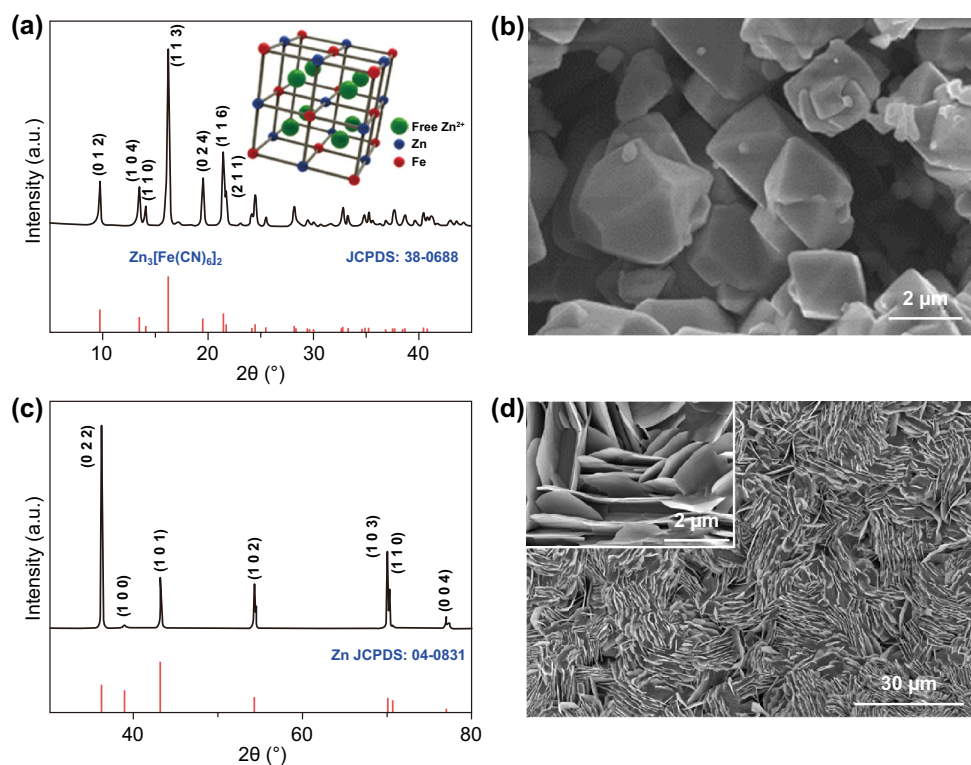 (a)
Intensity (a.u.)
(0 1 2)
(1 0 4)
(1 1 0)
(1 1 3)
(0 2 4)
(1 1 6)
(2 1 1)
Free Zn²⁺
Zn
Fe
Zn₃[Fe(CN)₆]₂
JCPDS: 38-0688
10
20
30
40
2θ (°)
(b)
2 μm
(c)
Intensity (a.u.)
(0 2 2)
(1 0 0)
(1 0 1)
(1 0 2)
(1 0 3)
(1 1 0)
(0 0 4)
Zn JCPDS: 04-0831
40
60
80
2θ (°)
(d)
2 μm
30 μm